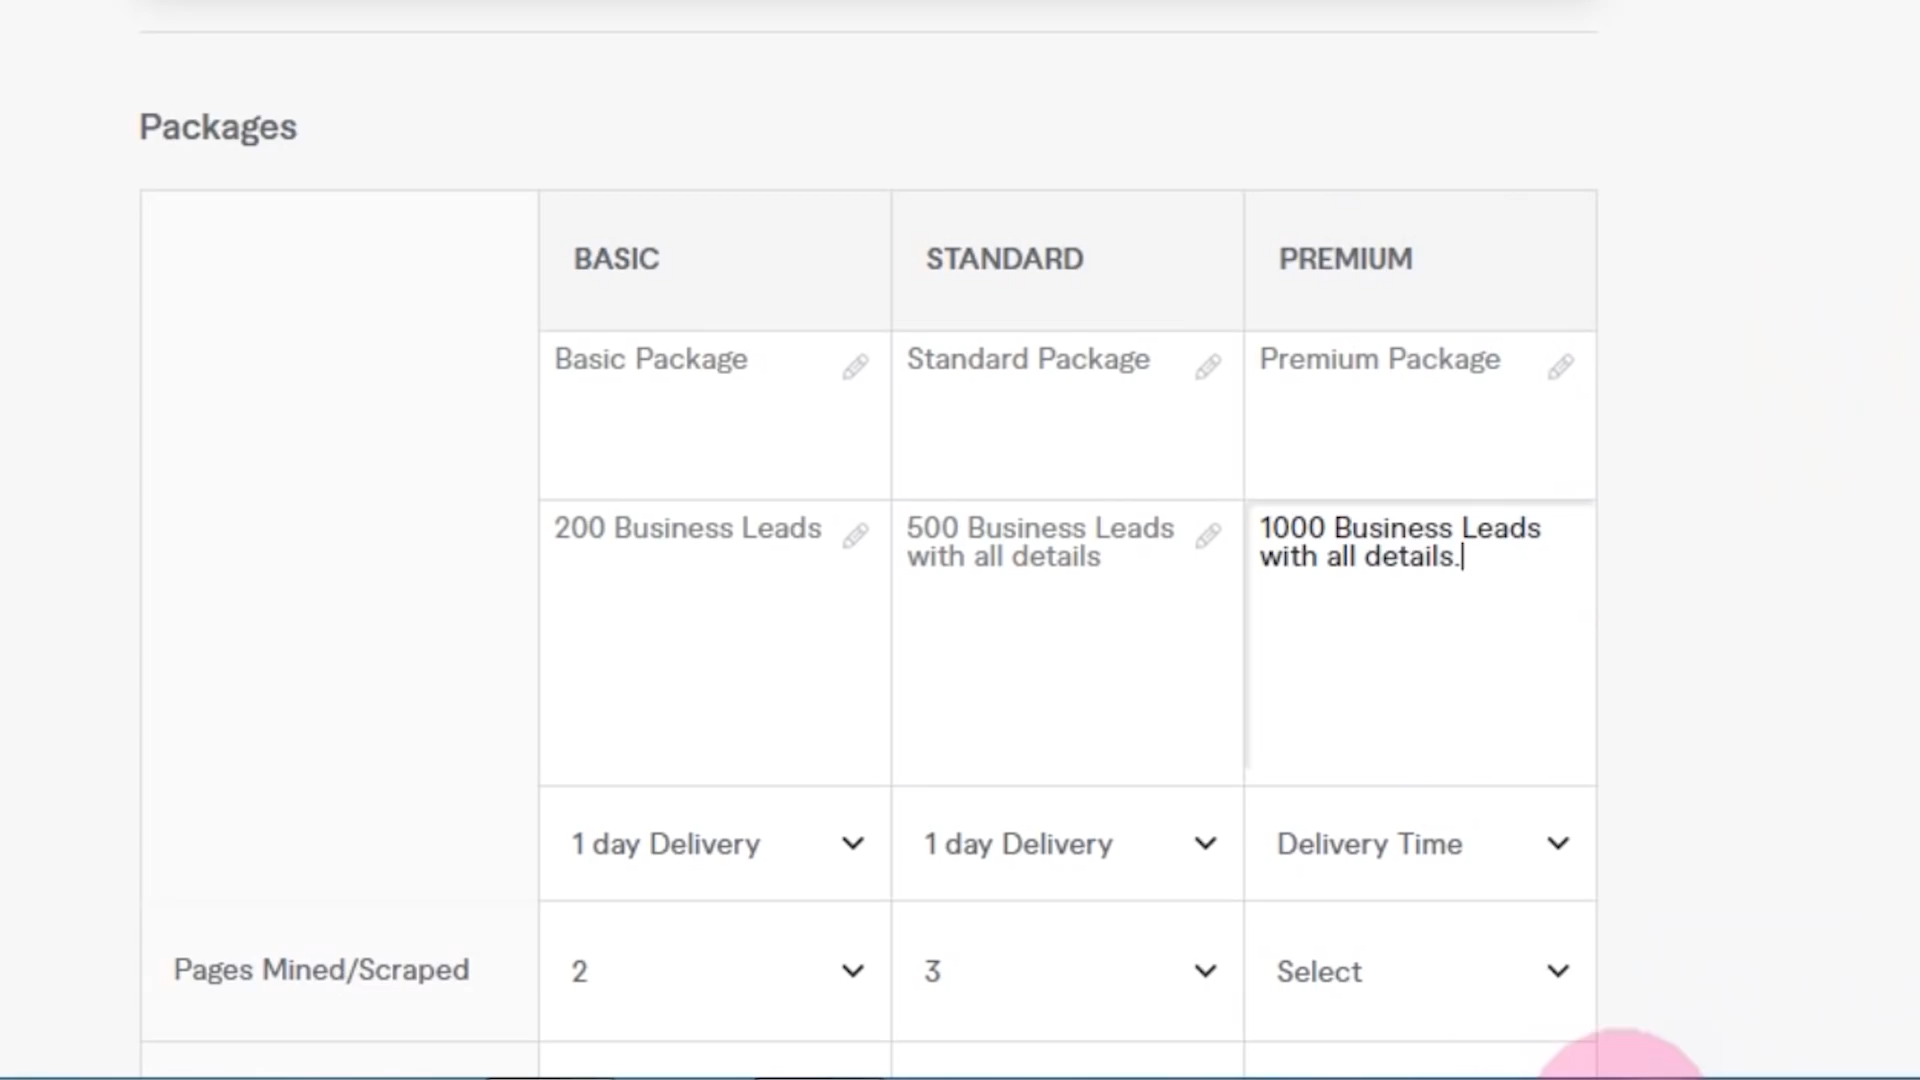 Packages
BASIC
STANDARD
PREMIUM
Basic Package
Standard Package
Premium Package
200 Business Leads
500 Business Leads
with all details
1000 Business Leads
with all details.
1 day Delivery
1 day Delivery
Delivery Time
Pages Mined/Scraped
2
3
Select